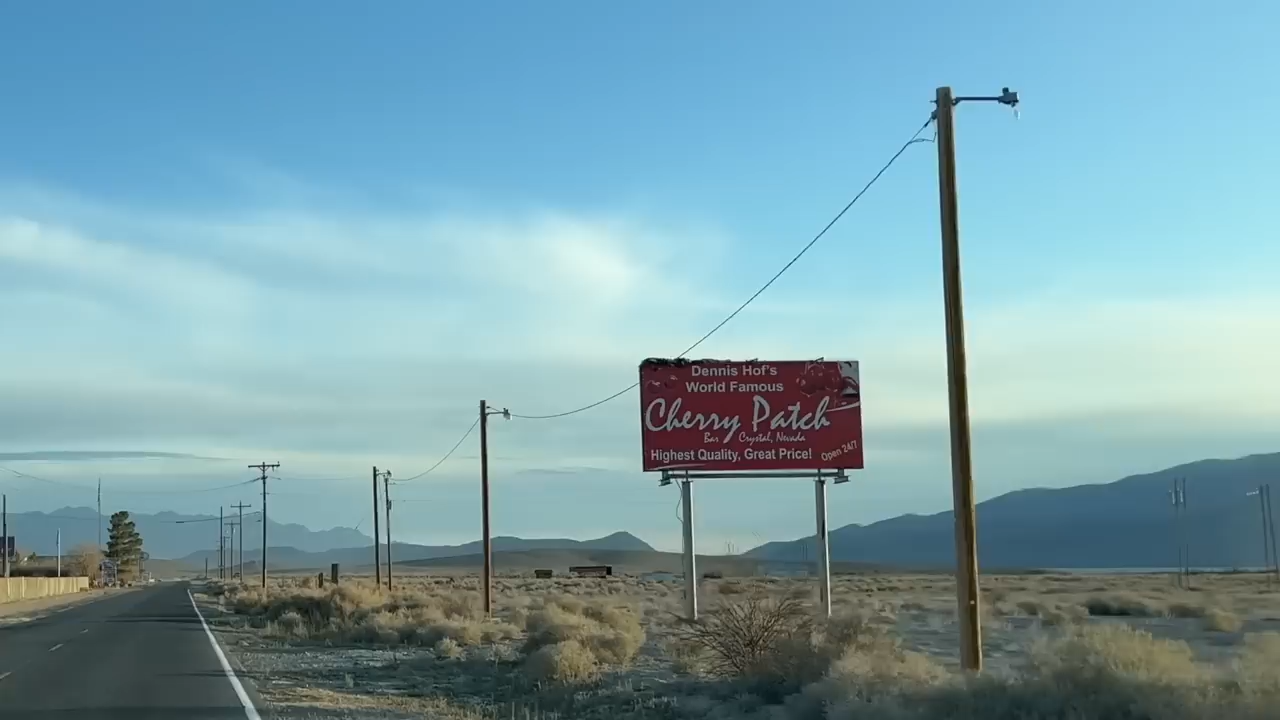 Dennis Hof's
World Famous
Cherry Patch
Bar Crystal, Nevada
Highest Quality, Great Price!
Open 24/7